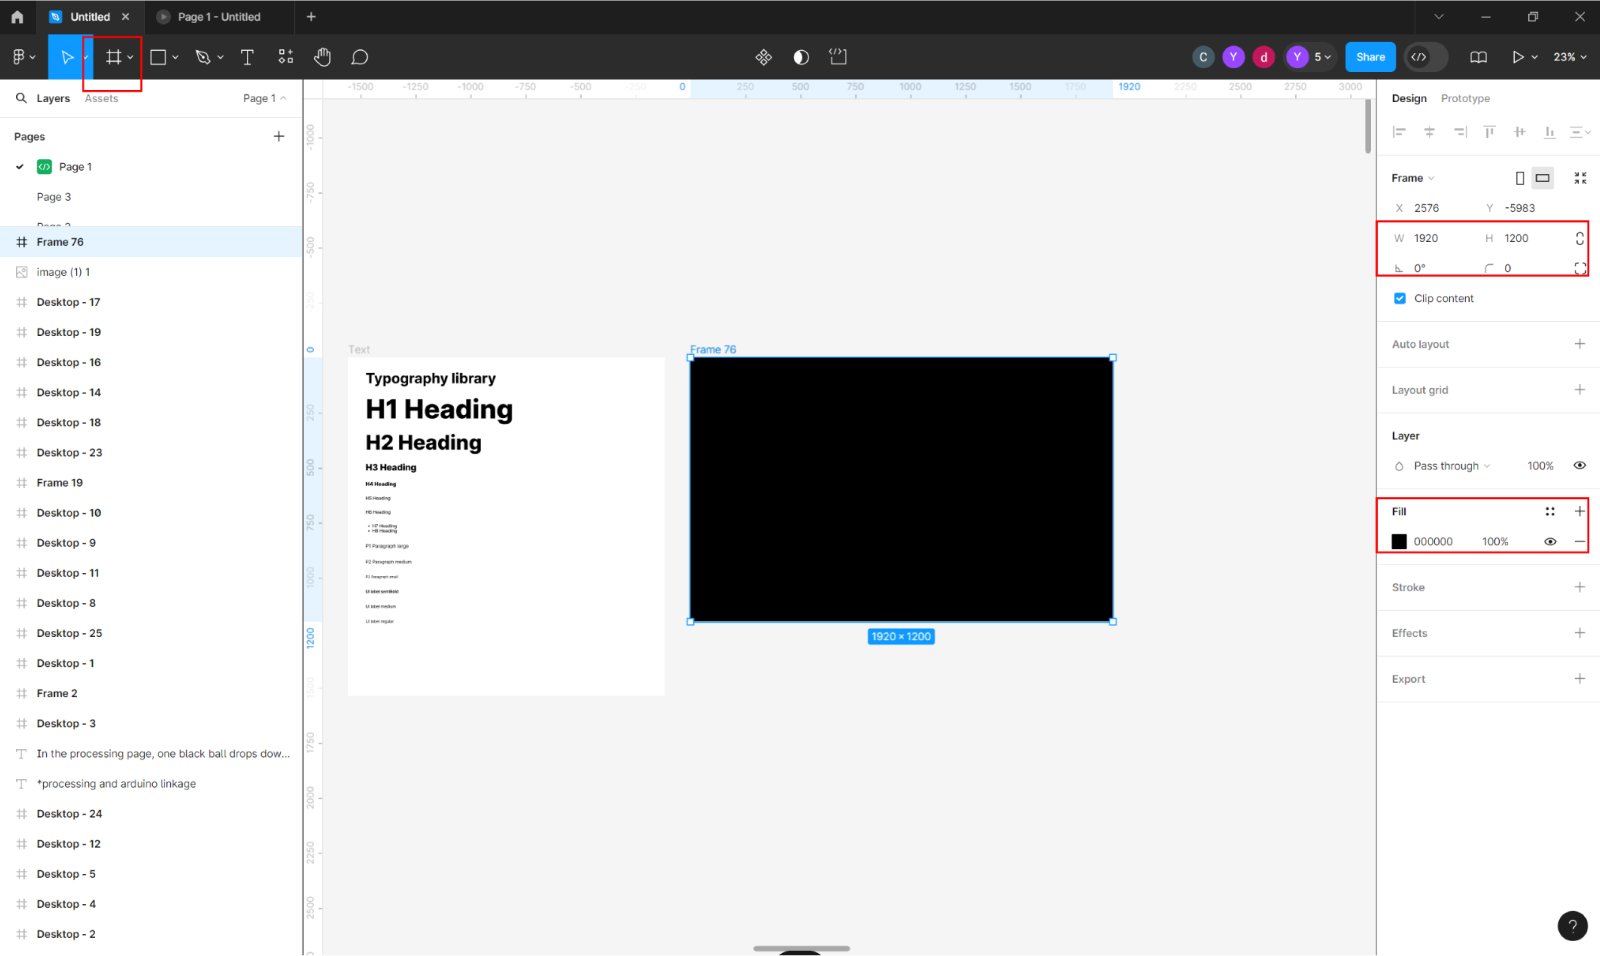 Untitled
Page 1 - Untitled
C
Y
d
Y
5
Share
23%
Layers
Assets
Page 1
Pages
Page 1
Page 3
Frame 76
image (1) 1
Desktop - 17
Desktop - 19
Desktop - 16
Desktop - 14
Desktop - 18
Desktop - 23
Frame 19
Desktop - 10
Desktop - 9
Desktop - 11
Desktop - 8
Desktop - 25
Desktop - 1
Frame 2
Desktop - 3
In the processing page, one black ball drops dow...
*processing and arduino linkage
Desktop - 24
Desktop - 12
Desktop - 5
Desktop - 4
Desktop - 2
-1500 -1250 -1000 -750 -500 -250 0 250 500 750 1000 1250 1500 1750 1920 2250 2500 2750 3000
-1000
-750
-500
-250
0
250
500
750
1000
1200
1500
1750
2000
2250
2500
Text
Typography library
H1 Heading
H2 Heading
H3 Heading
H4 Heading
H5 Heading
H6 Heading
H7 Heading
H8 Heading
P1 Paragraph large
P2 Paragraph medium
UI label semibold
UI label medium
UI label regular
Frame 76
1920 × 1200
Design
Prototype
Frame
X 2576 Y -5983
W 1920 H 1200
0° 0
Clip content
Auto layout
Layout grid
Layer
Pass through 100%
Fill
000000 100%
Stroke
Effects
Export
?